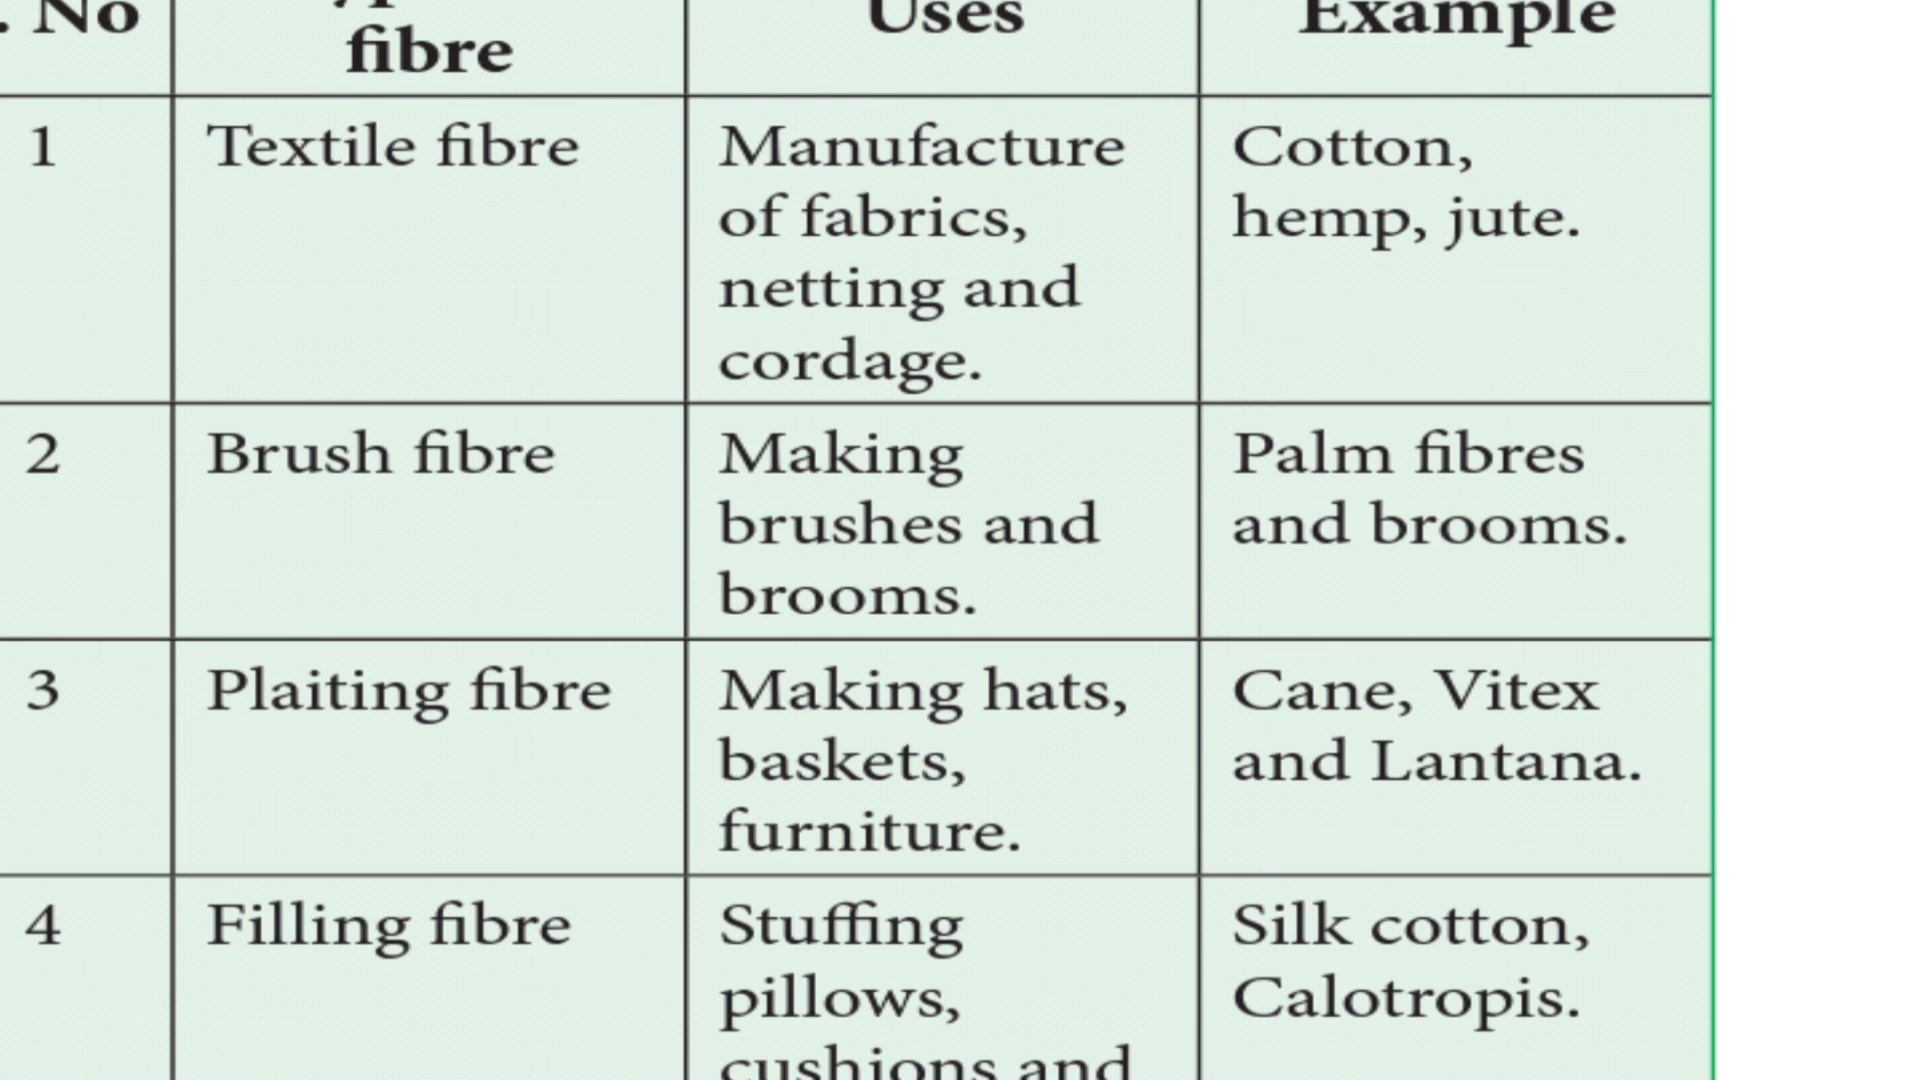 . No
fibre
Uses
Example
1
Textile fibre
Manufacture
of fabrics,
netting and
cordage.
Cotton,
hemp, jute.
2
Brush fibre
Making
brushes and
brooms.
Palm fibres
and brooms.
3
Plaiting fibre
Making hats,
baskets,
furniture.
Cane, Vitex
and Lantana.
4
Filling fibre
Stuffing
pillows,
cushions and
Silk cotton,
Calotropis.